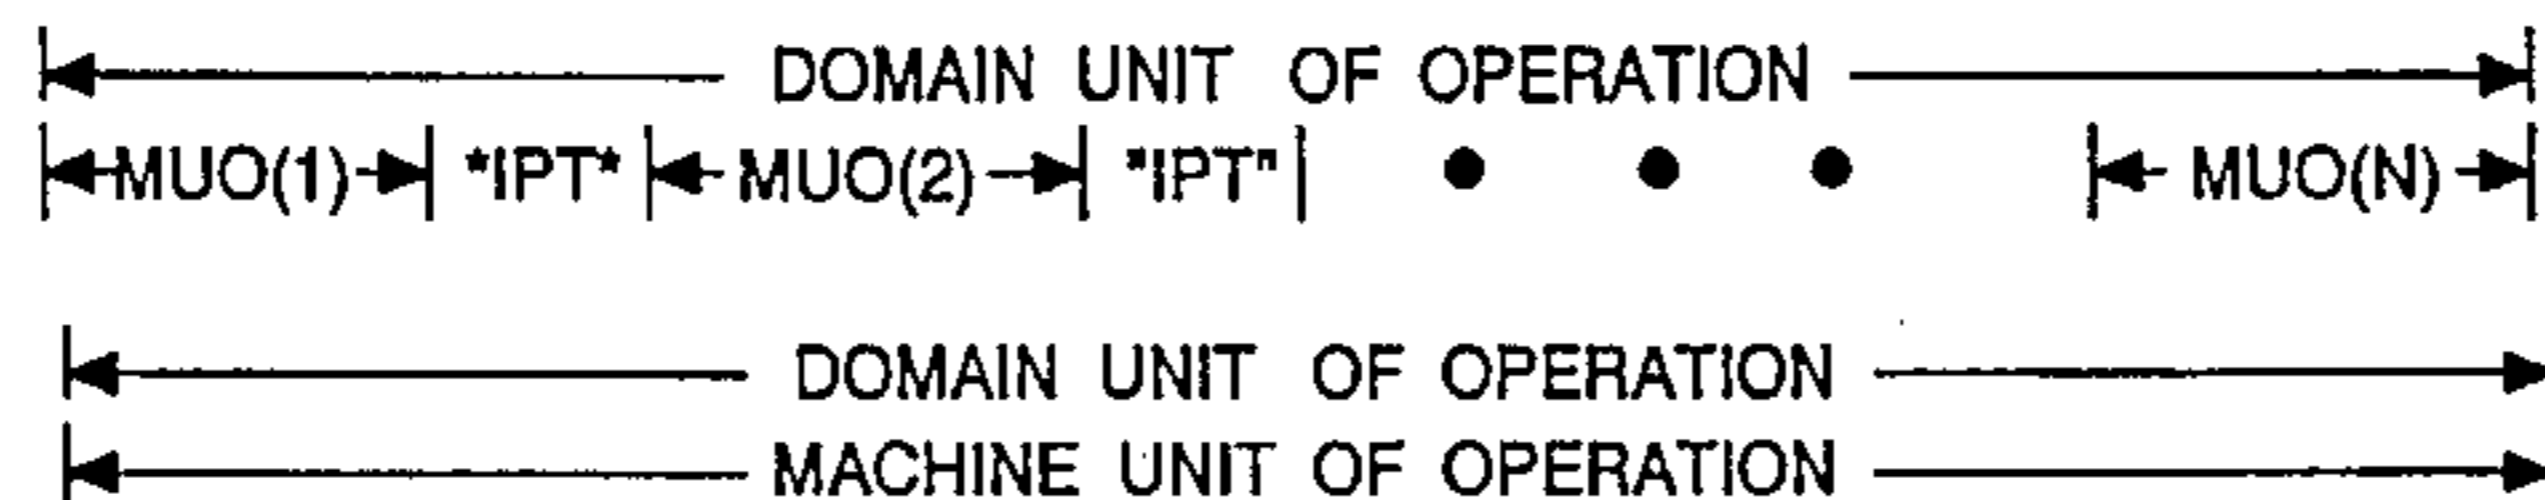 DOMAIN UNIT OF OPERATION
MUO(1) *IPT* MUO(2) "IPT" MUO(N)
DOMAIN UNIT OF OPERATION
MACHINE UNIT OF OPERATION